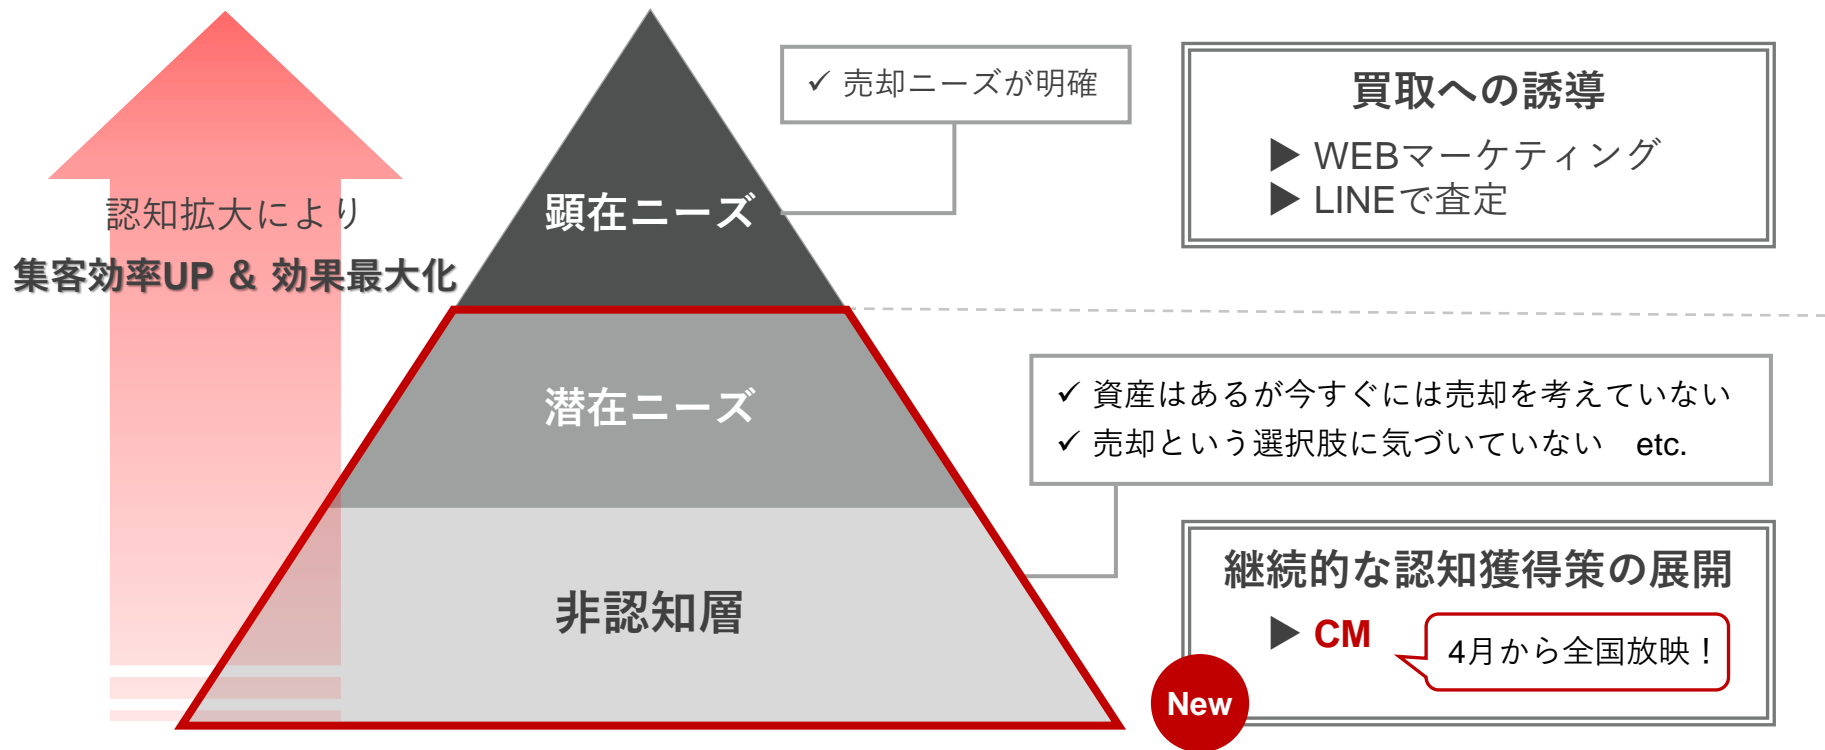 認知拡大により
集客効率UP ＆ 効果最大化
顕在ニーズ
潜在ニーズ
非認知層
✓ 売却ニーズが明確
買取への誘導
▶ WEBマーケティング
▶ LINEで査定
✓ 資産はあるが今すぐには売却を考えていない
✓ 売却という選択肢に気づいていない　etc.
継続的な認知獲得策の展開
▶ CM
4月から全国放映！
New